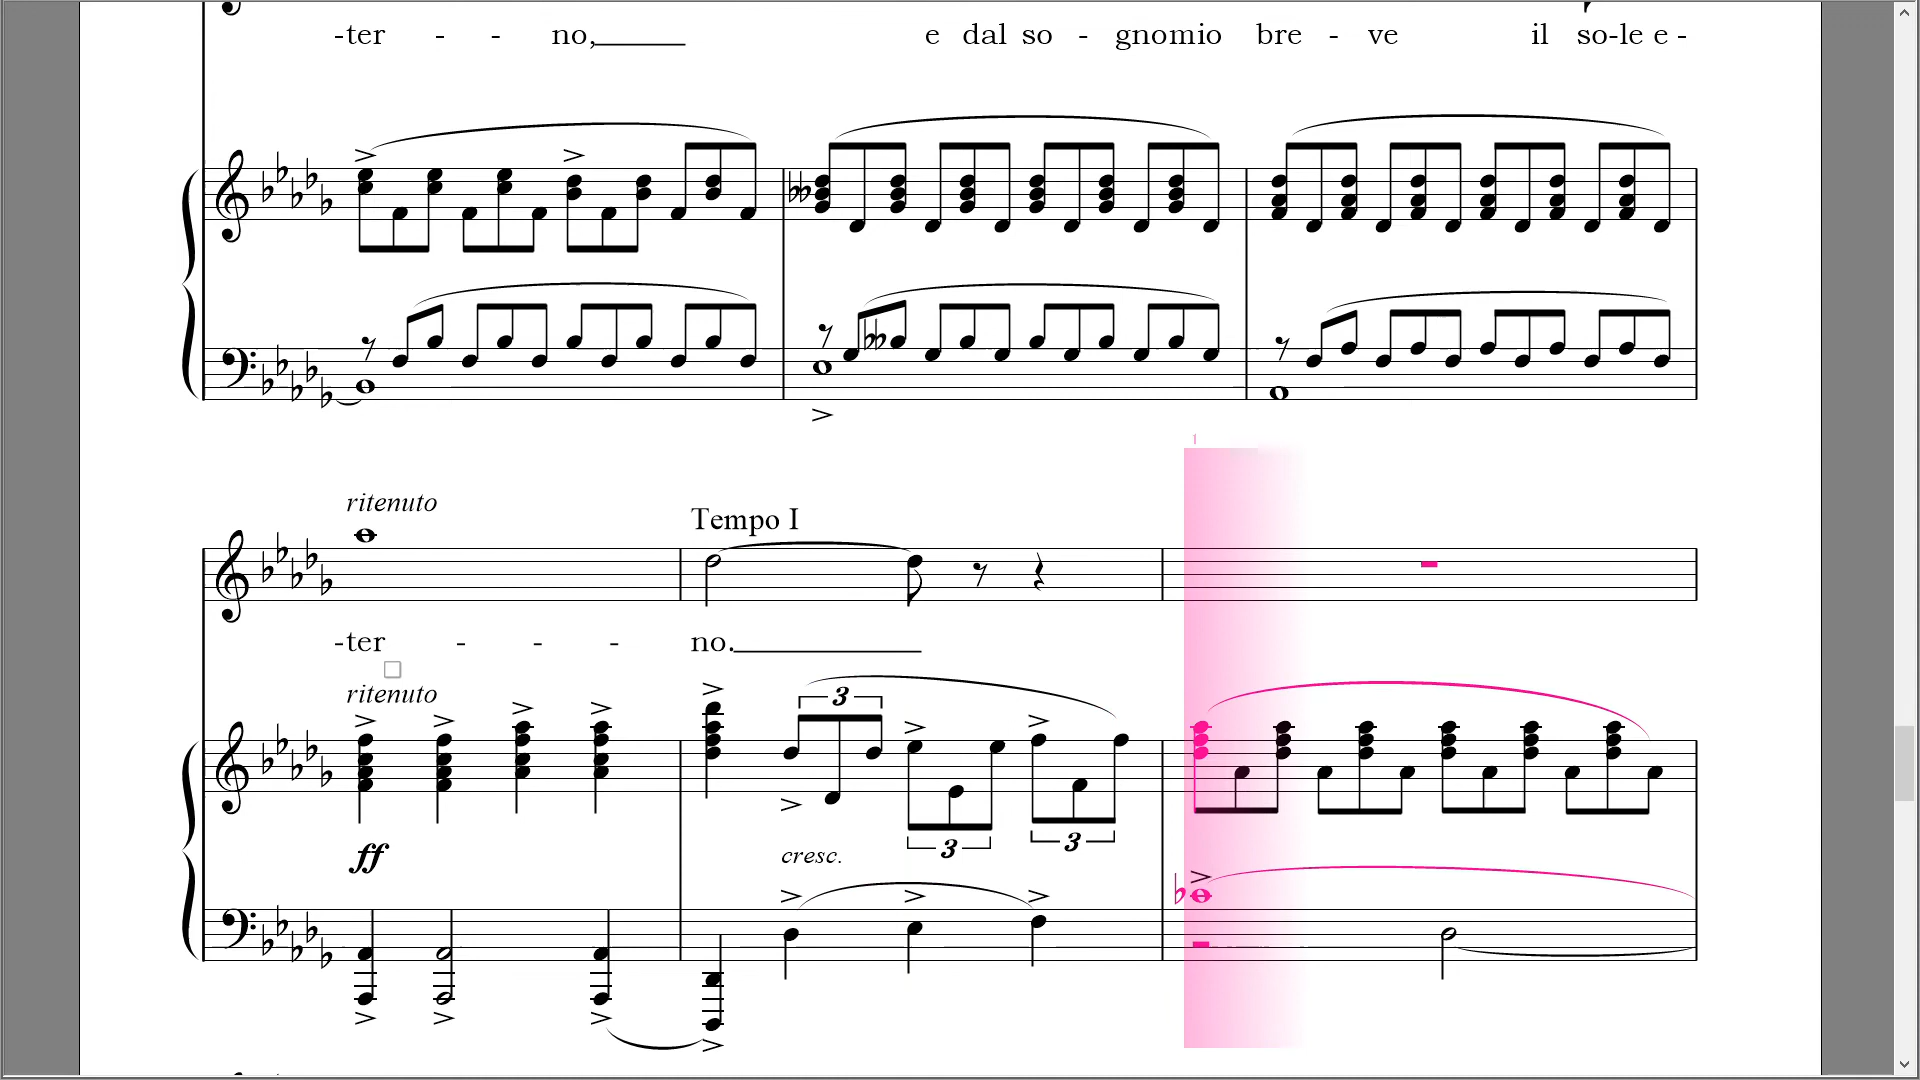 -ter - - no, e dal so - gnomio bre - ve il so-le e -
ritenuto
Tempo I
-ter - - - no.
ritenuto
3
ff
cresc.
3
3